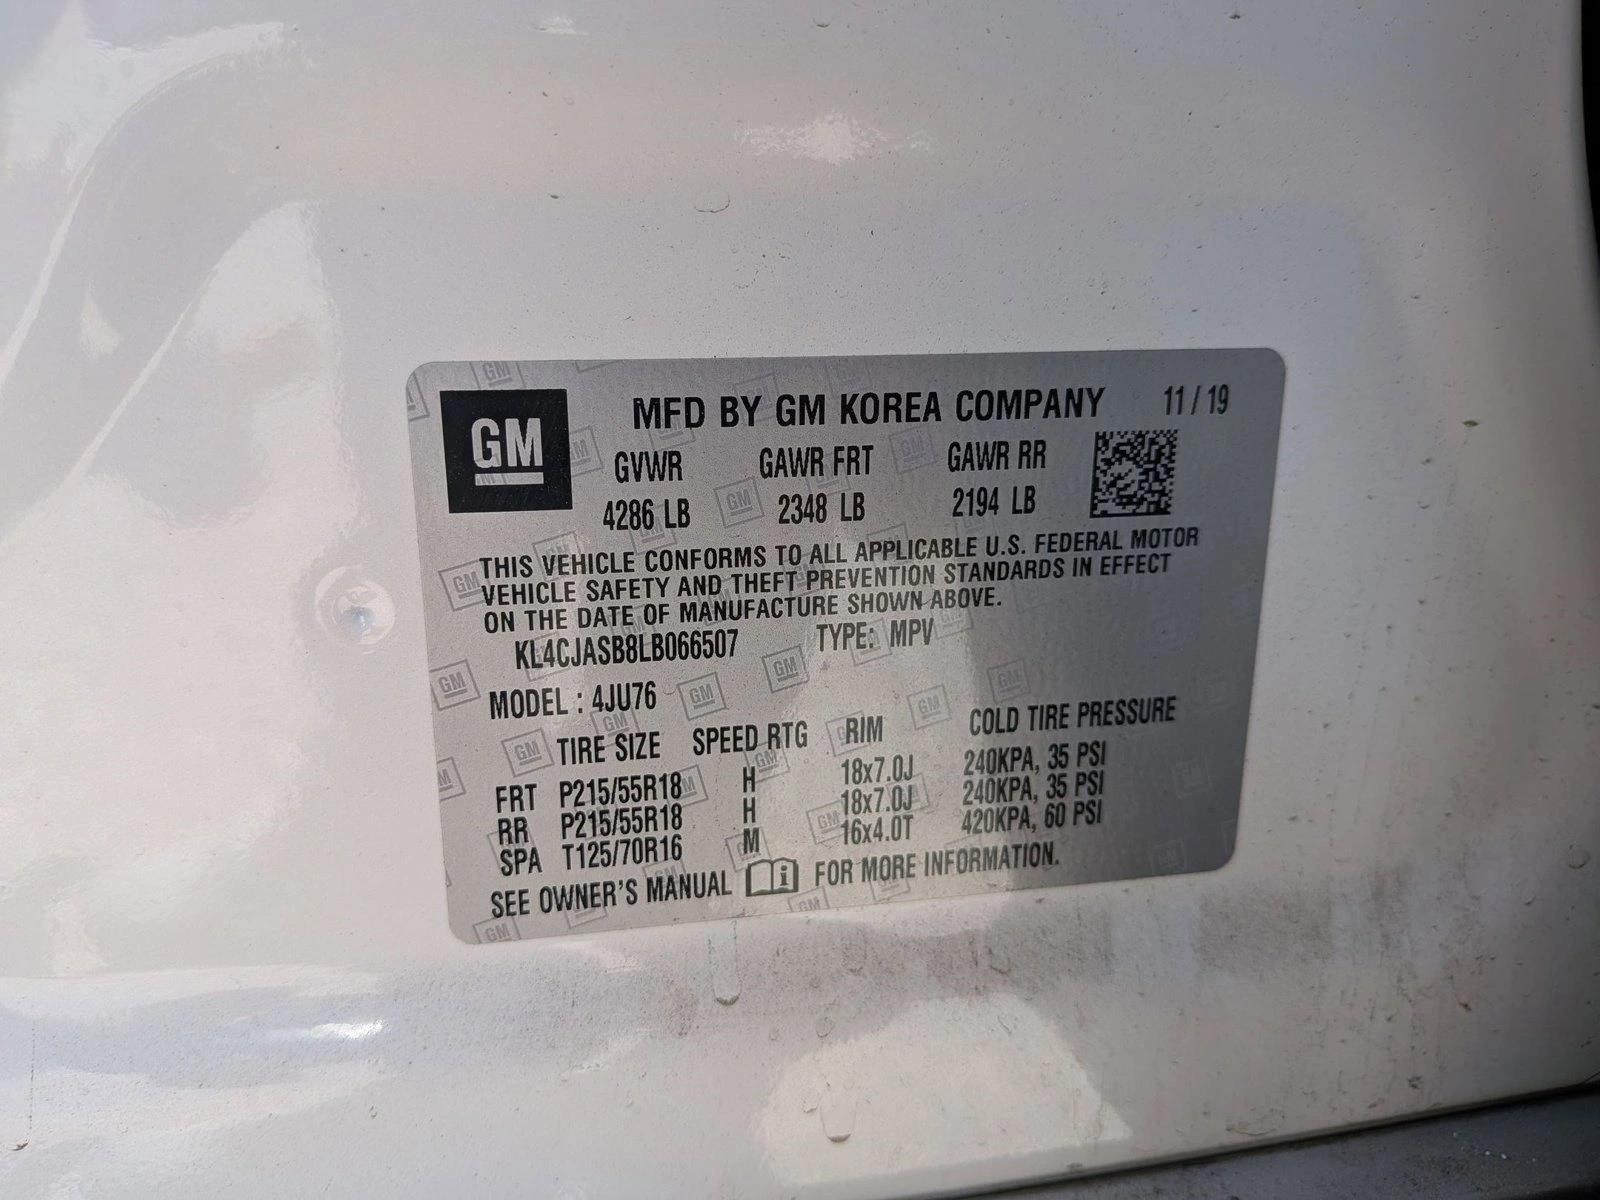 GM
MFD BY GM KOREA COMPANY 11 / 19
GVWR GAWR FRT GAWR RR
4286 LB 2348 LB 2194 LB
THIS VEHICLE CONFORMS TO ALL APPLICABLE U.S. FEDERAL MOTOR
VEHICLE SAFETY AND THEFT PREVENTION STANDARDS IN EFFECT
ON THE DATE OF MANUFACTURE SHOWN ABOVE.
KL4CJASB8LB066507 TYPE: MPV
MODEL : 4JU76
TIRE SIZE SPEED RTG RIM COLD TIRE PRESSURE
FRT P215/55R18 H 18x7.0J 240KPA, 35 PSI
RR P215/55R18 H 18x7.0J 240KPA, 35 PSI
SPA T125/70R16 M 16x4.0T 420KPA, 60 PSI
SEE OWNER'S MANUAL i FOR MORE INFORMATION.